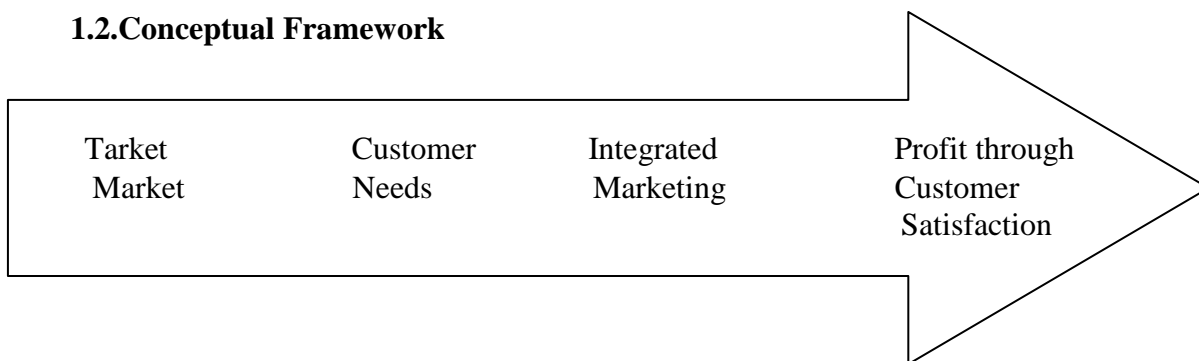 1.2.Conceptual Framework
Tarket Customer Integrated Profit through
Market Needs Marketing Customer
Satisfaction